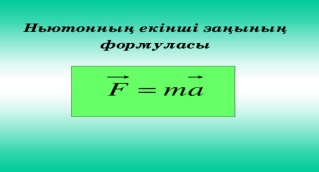 Ньютонның екінші заңының
формуласы
F⃗ = ma⃗